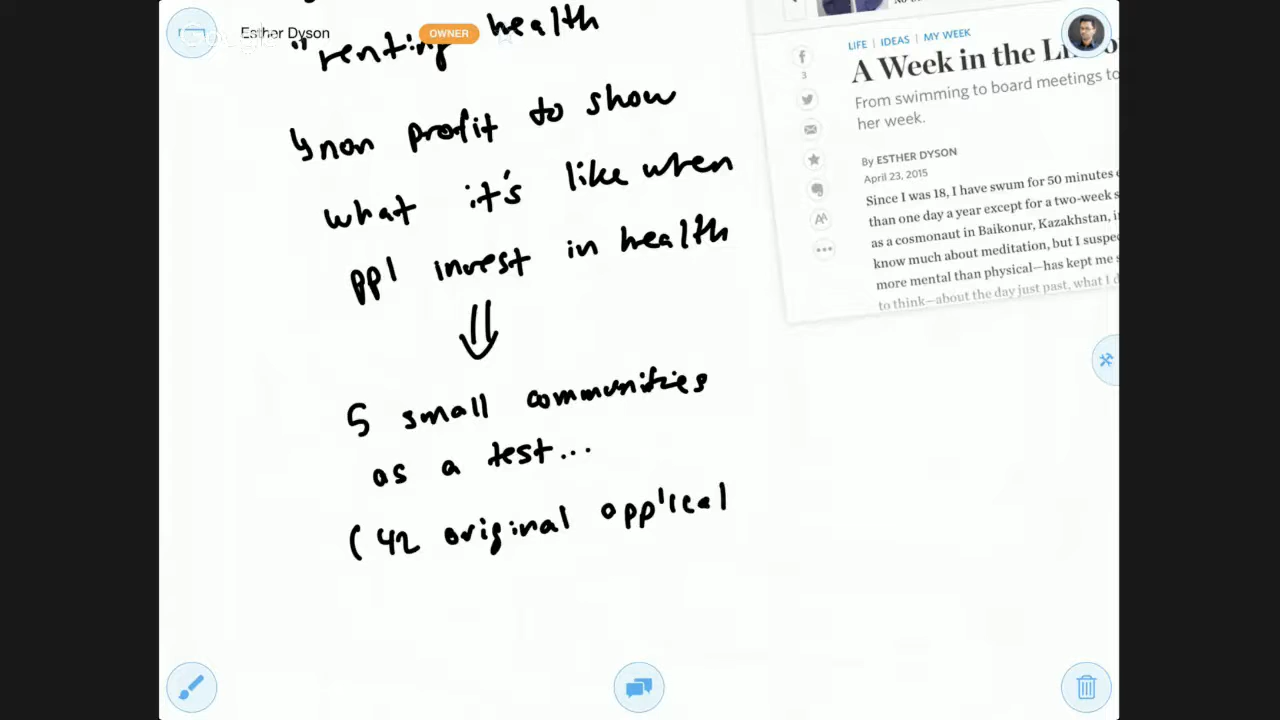 Esther Dyson
OWNER
"renting health
↳ non profit to show
what it's like when
ppl invest in health
⇓
5 small communities
as a test...
(42 original
LIFE | IDEAS | MY WEEK
A Week in the
From swimming to board meetings to
her week.
By ESTHER DYSON
April 23, 2015
Since I was 18, I have swum for 50 minutes
than one day a year except for a two-week
as a cosmonaut in Baikonur, Kazakhstan,
know much about meditation, but I
more mental than physical—has kept me
to think—about the day just past, what I
3